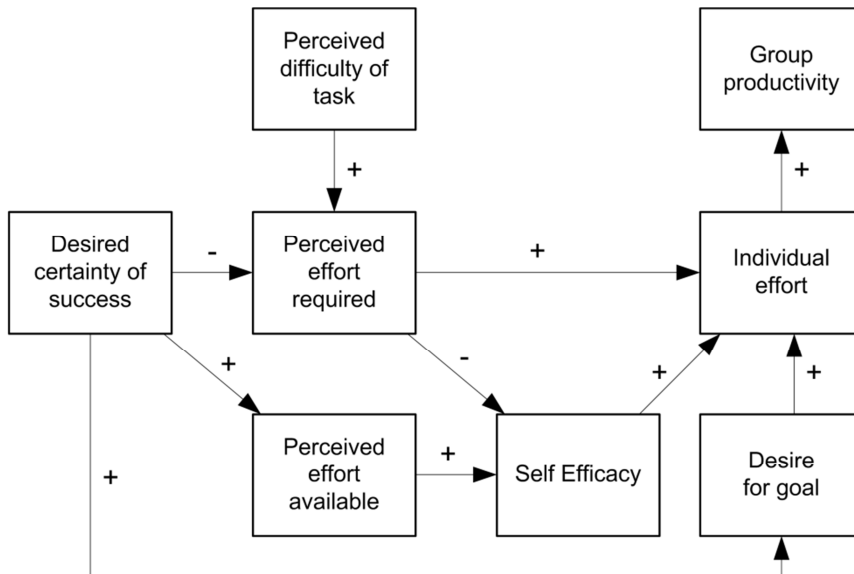 Perceived
difficulty of
task
Group
productivity
+
+
Desired
certainty of
success
-
Perceived
effort
required
+
Individual
effort
+
-
+
+
Perceived
effort
available
+
Self Efficacy
Desire
for goal
+